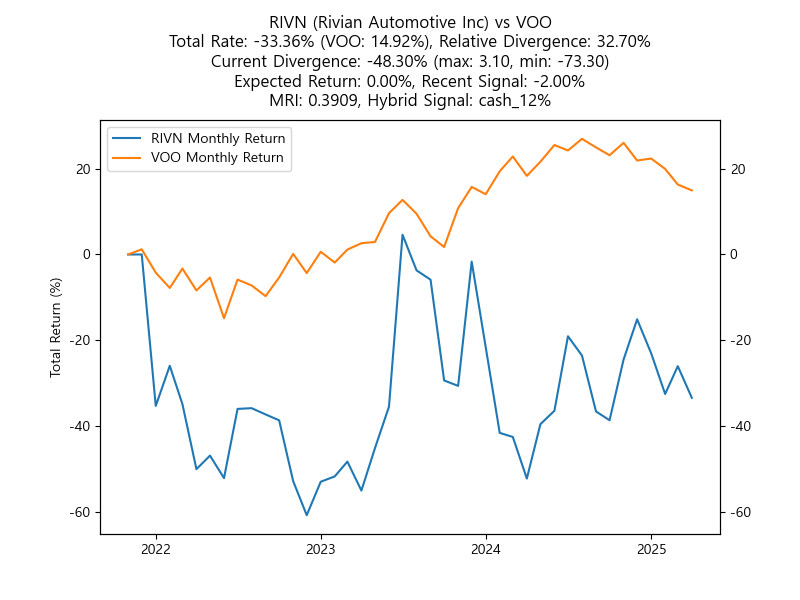 RIVN (Rivian Automotive Inc) vs VOO
Total Rate: -33.36% (VOO: 14.92%), Relative Divergence: 32.70%
Current Divergence: -48.30% (max: 3.10, min: -73.30)
Expected Return: 0.00%, Recent Signal: -2.00%
MRI: 0.3909, Hybrid Signal: cash_12%
RIVN Monthly Return
VOO Monthly Return
Total Return (%)
20
0
-20
-40
-60
20
0
-20
-40
-60
2022
2023
2024
2025